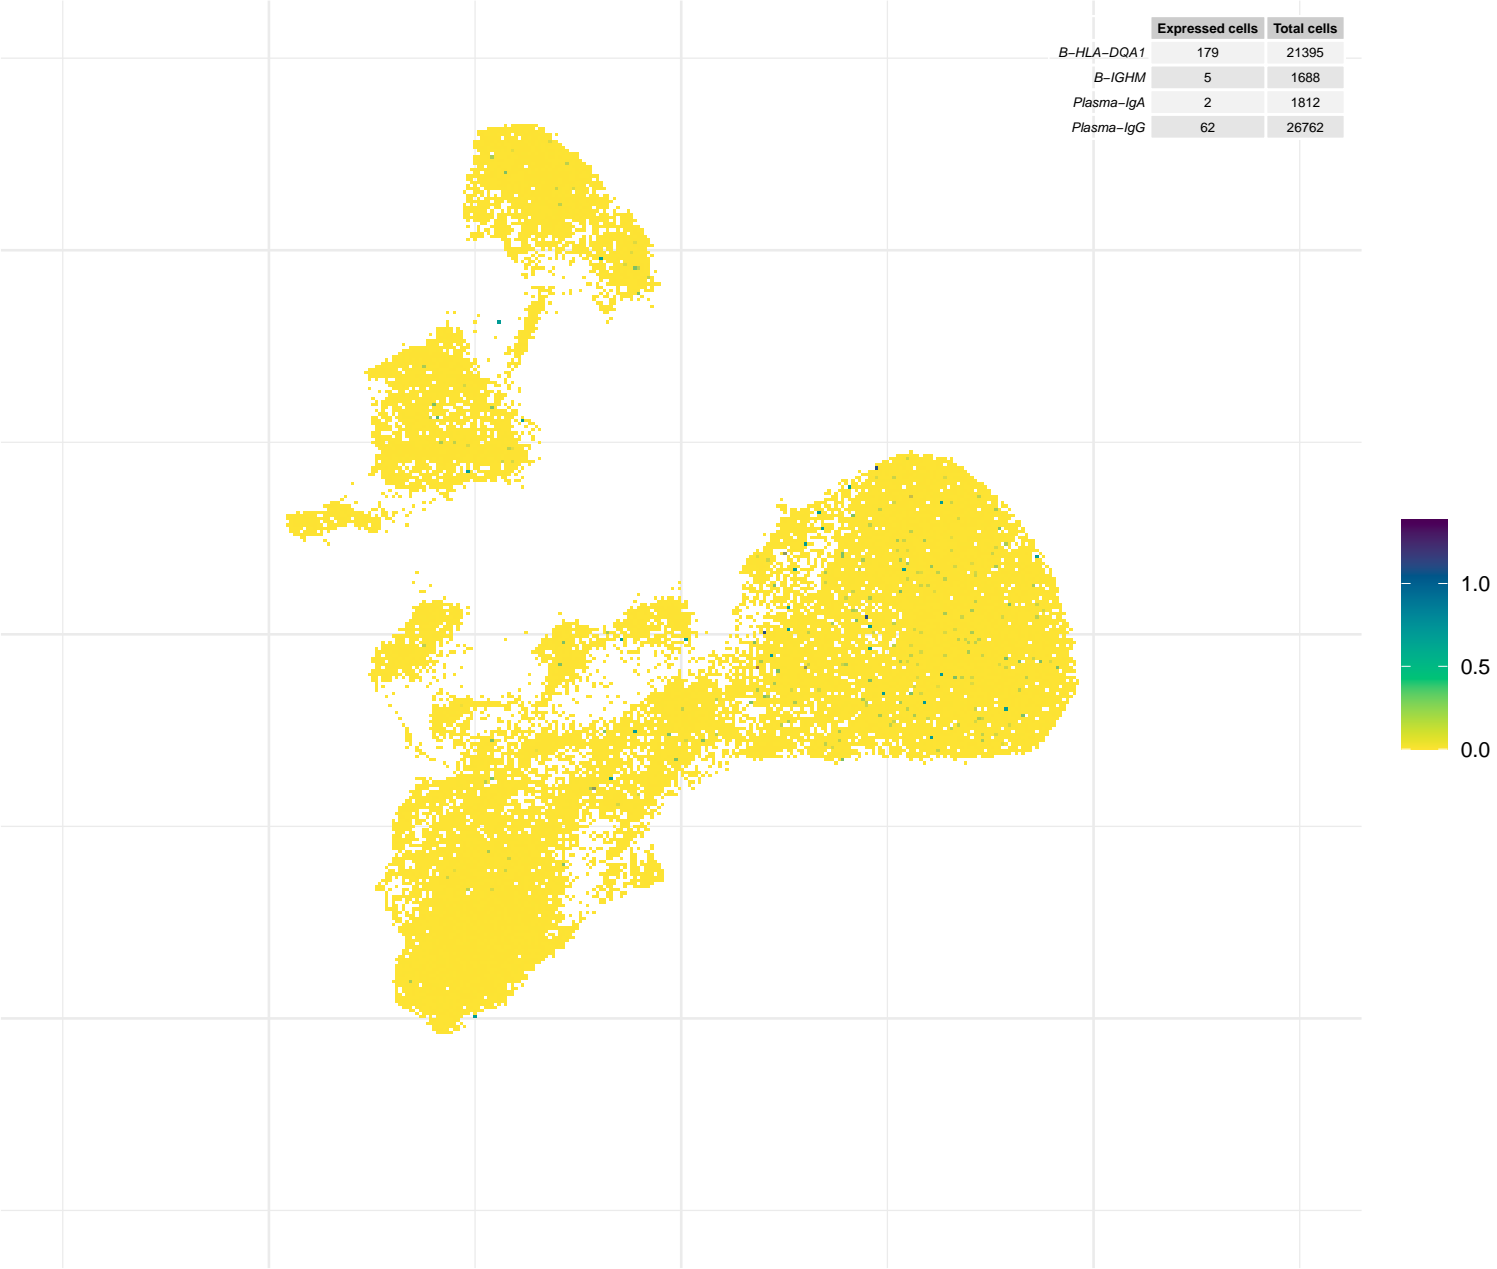 Expressed cells Total cells
B−HLA−DQA1 179 21395
B−IGHM 5 1688
Plasma−IgA 2 1812
Plasma−IgG 62 26762
1.0
0.5
0.0